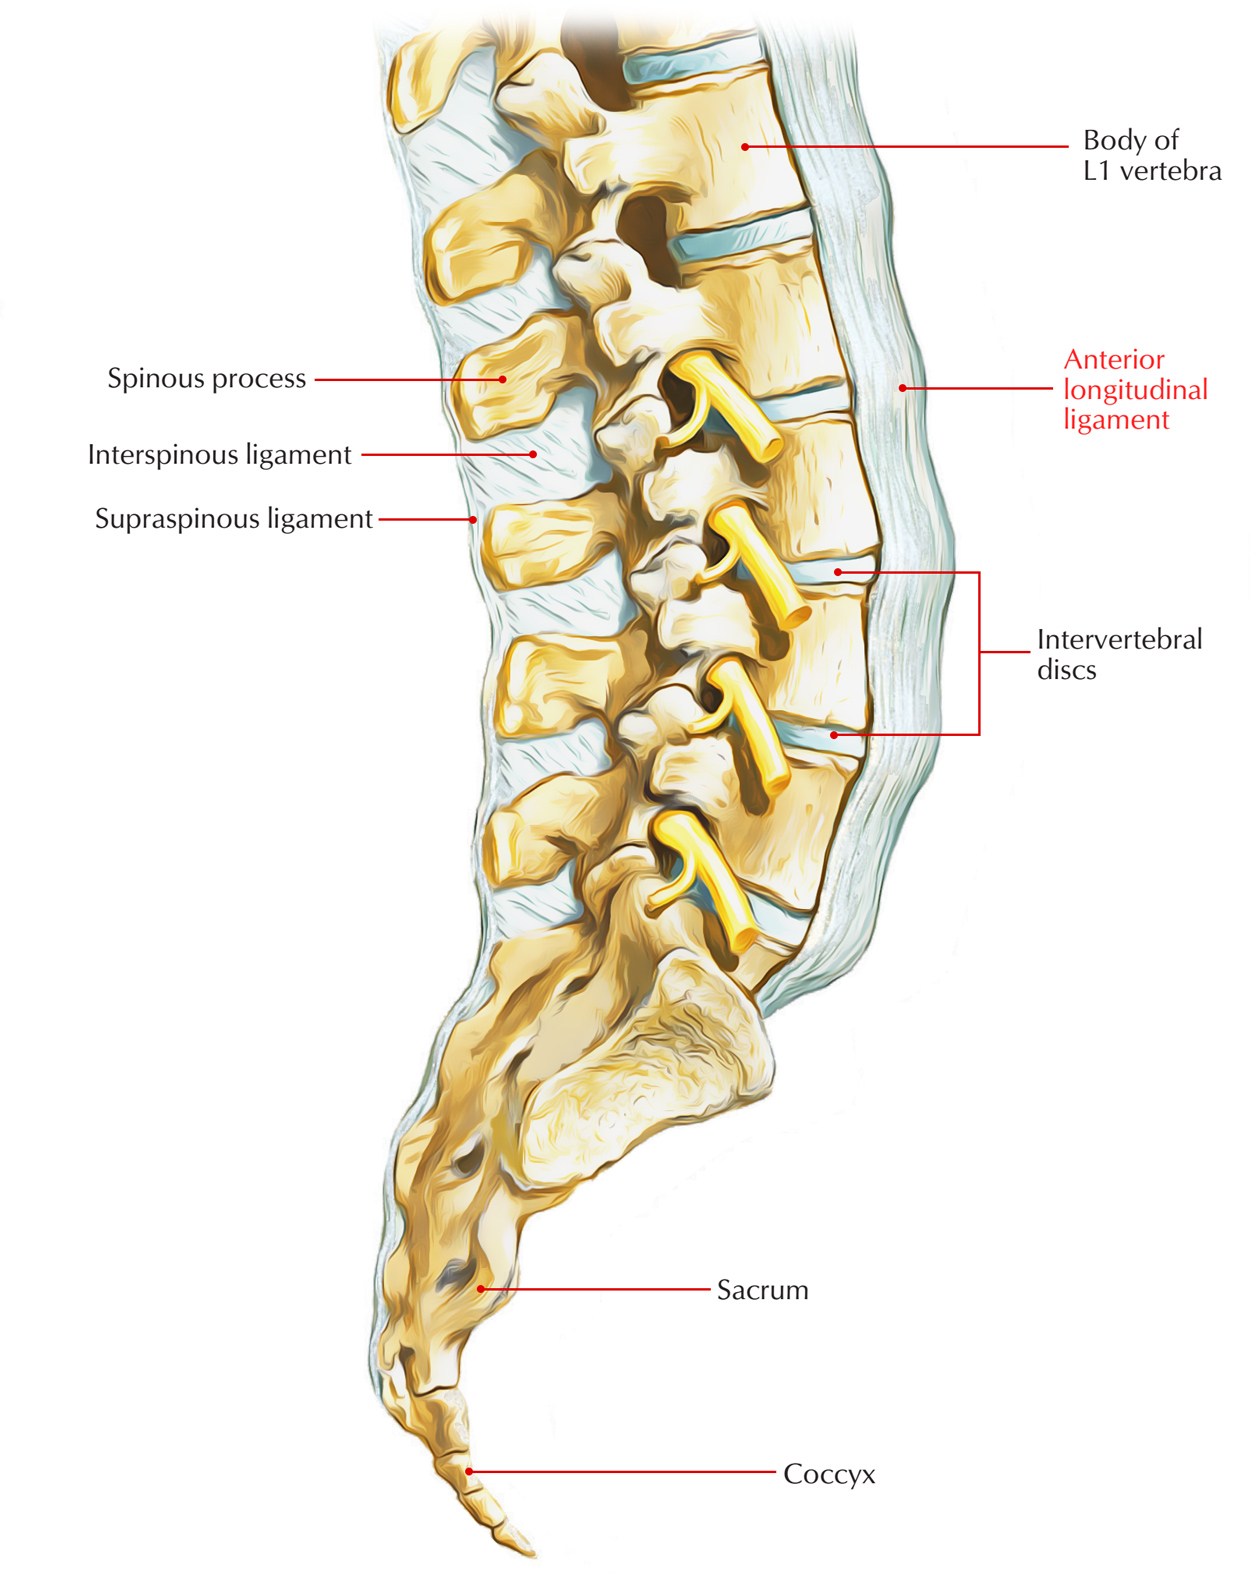 Body of
L1 vertebra
Anterior
longitudinal
ligament
Spinous process
Interspinous ligament
Supraspinous ligament
Intervertebral
discs
Sacrum
Coccyx